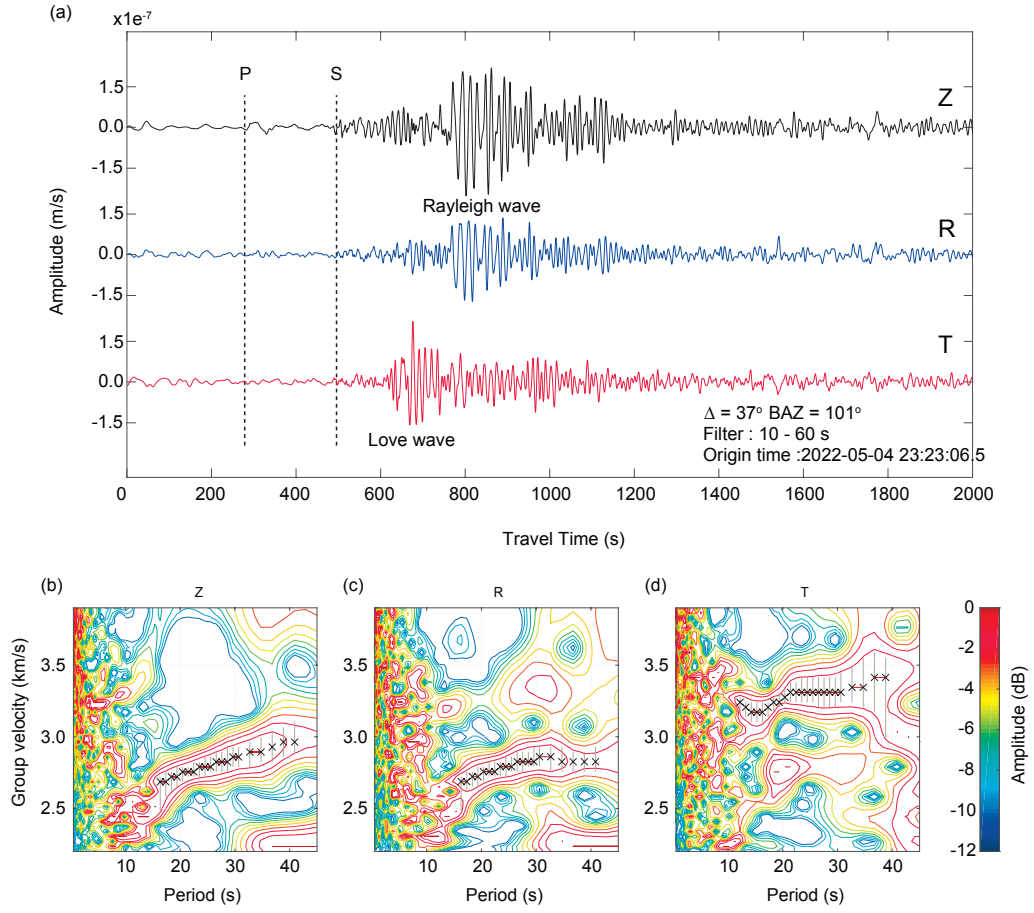 (a)
x1e-7
P
S
1.5
0.0
-1.5
Z
Rayleigh wave
1.5
0.0
-1.5
R
1.5
0.0
-1.5
T
Love wave
Amplitude (m/s)
Δ = 37° BAZ = 101°
Filter : 10 - 60 s
Origin time :2022-05-04 23:23:06.5
0 200 400 600 800 1000 1200 1400 1600 1800 2000
Travel Time (s)
(b) Z
(c) R
(d) T
Group velocity (km/s)
3.5
3.0
2.5
10 20 30 40
Period (s)
3.5
3.0
2.5
10 20 30 40
Period (s)
3.5
3.0
2.5
10 20 30 40
Period (s)
0
-2
-4
-6
-8
-10
-12
Amplitude (dB)